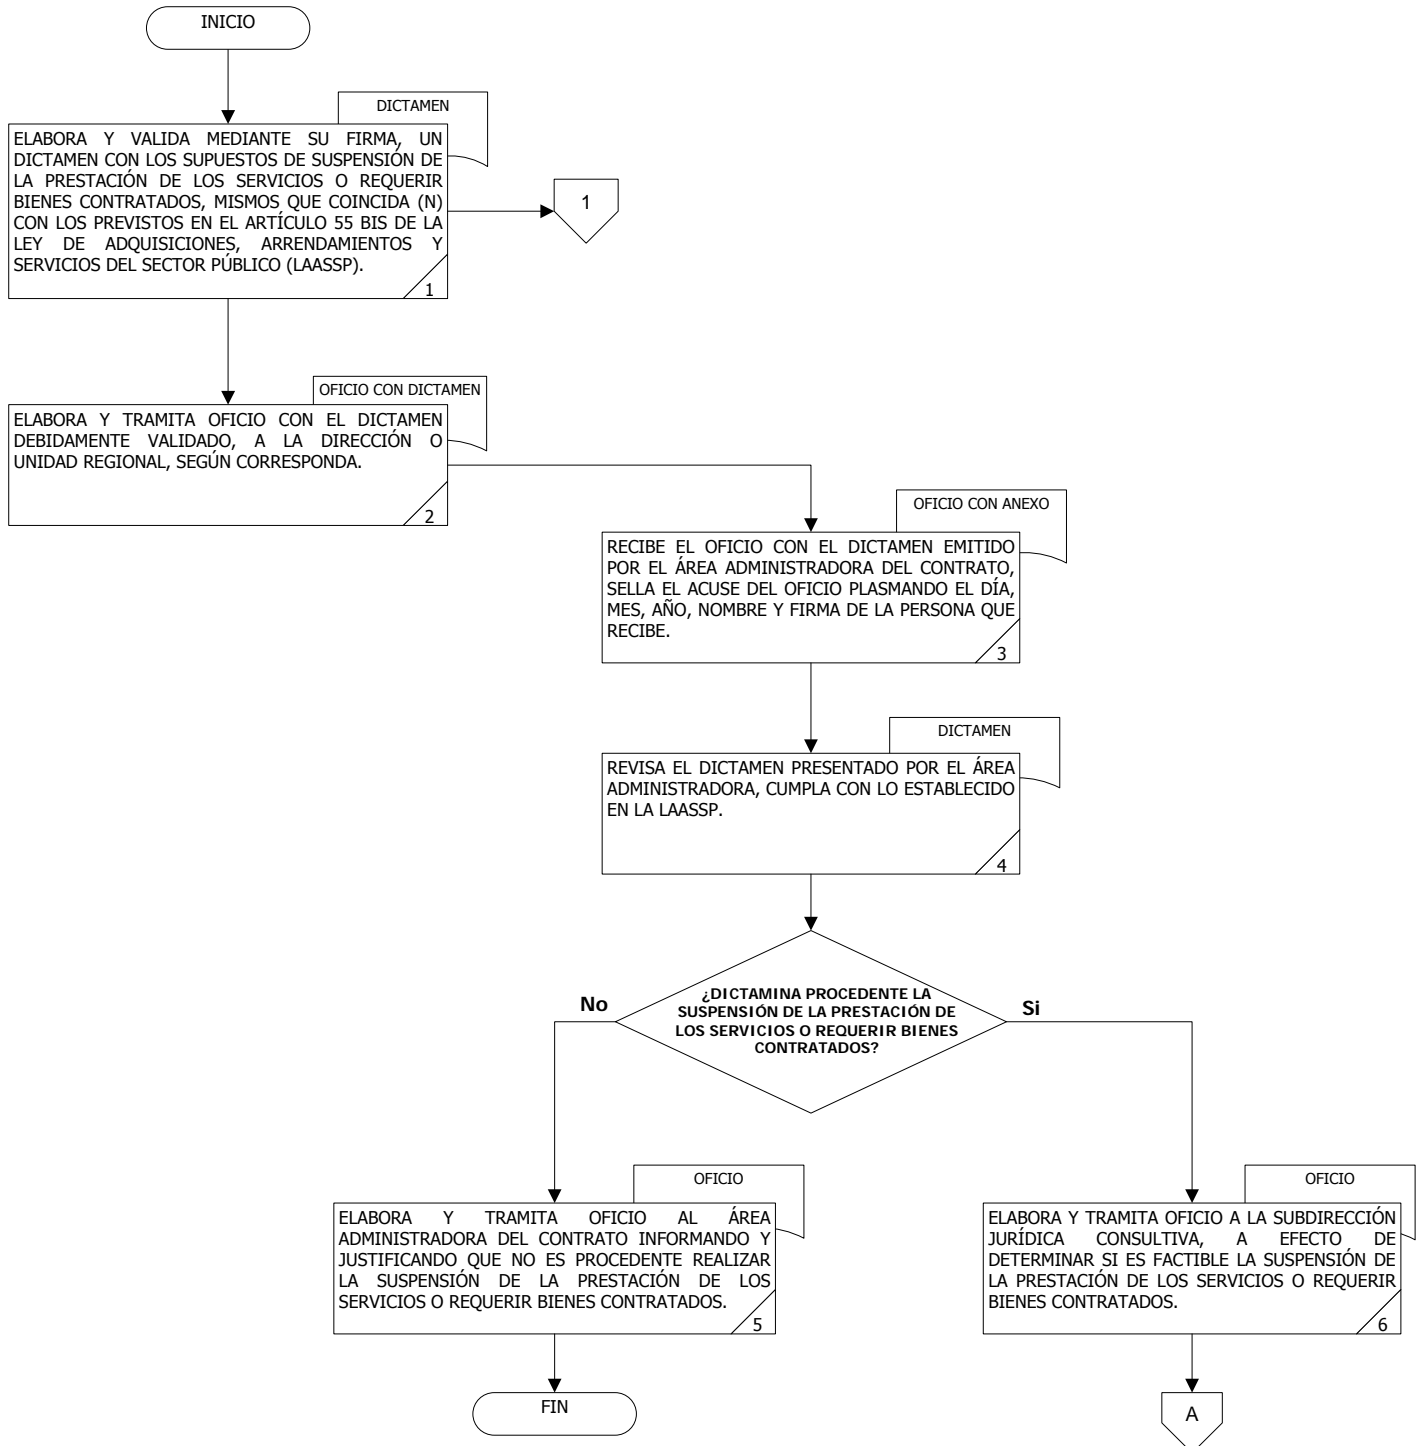 INICIO
DICTAMEN
ELABORA Y VALIDA MEDIANTE SU FIRMA, UN
DICTAMEN CON LOS SUPUESTOS DE SUSPENSIÓN DE
LA PRESTACIÓN DE LOS SERVICIOS O REQUERIR
BIENES CONTRATADOS, MISMOS QUE COINCIDA (N)
CON LOS PREVISTOS EN EL ARTÍCULO 55 BIS DE LA
LEY DE ADQUISICIONES, ARRENDAMIENTOS Y
SERVICIOS DEL SECTOR PÚBLICO (LAASSP).
1
1
OFICIO CON DICTAMEN
ELABORA Y TRAMITA OFICIO CON EL DICTAMEN
DEBIDAMENTE VALIDADO, A LA DIRECCIÓN O
UNIDAD REGIONAL, SEGÚN CORRESPONDA.
2
OFICIO CON ANEXO
RECIBE EL OFICIO CON EL DICTAMEN EMITIDO
POR EL ÁREA ADMINISTRADORA DEL CONTRATO,
SELLA EL ACUSE DEL OFICIO PLASMANDO EL DÍA,
MES, AÑO, NOMBRE Y FIRMA DE LA PERSONA QUE
RECIBE.
3
DICTAMEN
REVISA EL DICTAMEN PRESENTADO POR EL ÁREA
ADMINISTRADORA, CUMPLA CON LO ESTABLECIDO
EN LA LAASSP.
4
¿DICTAMINA PROCEDENTE LA
SUSPENSIÓN DE LA PRESTACIÓN DE
LOS SERVICIOS O REQUERIR BIENES
CONTRATADOS?
No
Si
OFICIO
ELABORA Y TRAMITA OFICIO AL ÁREA
ADMINISTRADORA DEL CONTRATO INFORMANDO Y
JUSTIFICANDO QUE NO ES PROCEDENTE REALIZAR
LA SUSPENSIÓN DE LA PRESTACIÓN DE LOS
SERVICIOS O REQUERIR BIENES CONTRATADOS.
5
FIN
OFICIO
ELABORA Y TRAMITA OFICIO A LA SUBDIRECCIÓN
JURÍDICA CONSULTIVA, A EFECTO DE
DETERMINAR SI ES FACTIBLE LA SUSPENSIÓN DE
LA PRESTACIÓN DE LOS SERVICIOS O REQUERIR
BIENES CONTRATADOS.
6
A